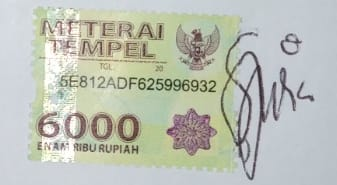 METERAI
TEMPEL
TGL. 20
5E812ADF625996932
6000
ENAM RIBU RUPIAH